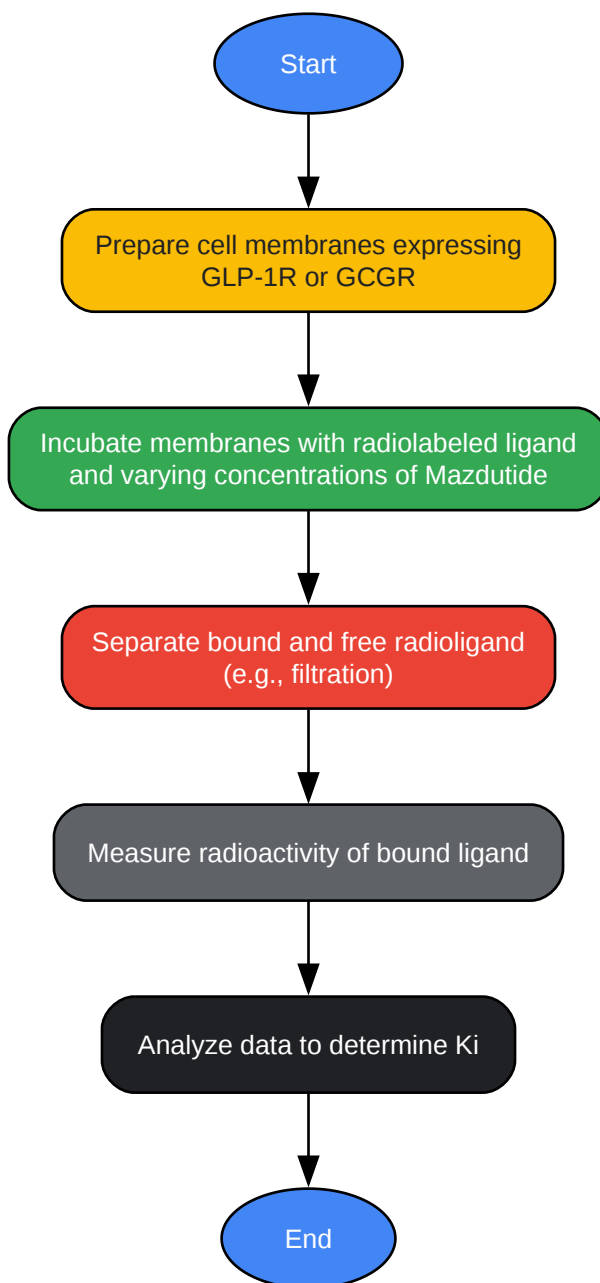 Start
Prepare cell membranes expressing
GLP-1R or GCGR
Incubate membranes with radiolabeled ligand
and varying concentrations of Mazdutide
Separate bound and free radioligand
(e.g., filtration)
Measure radioactivity of bound ligand
Analyze data to determine Ki
End